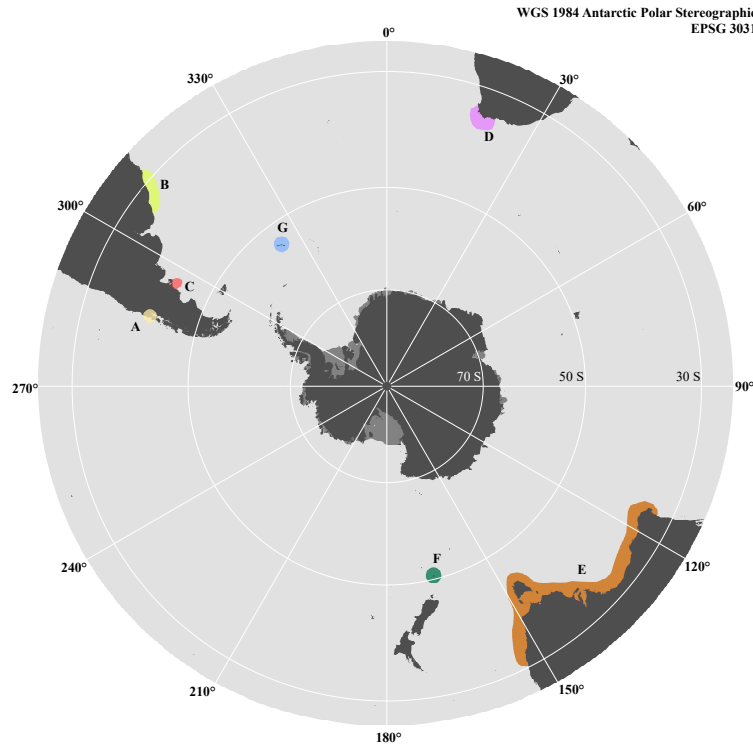 WGS 1984 Antarctic Polar Stereographic
EPSG 3031
0°
330°
30°
D
B
300°
60°
G
C
A
270°
70 S
50 S
30 S
90°
F
E
240°
120°
210°
150°
180°